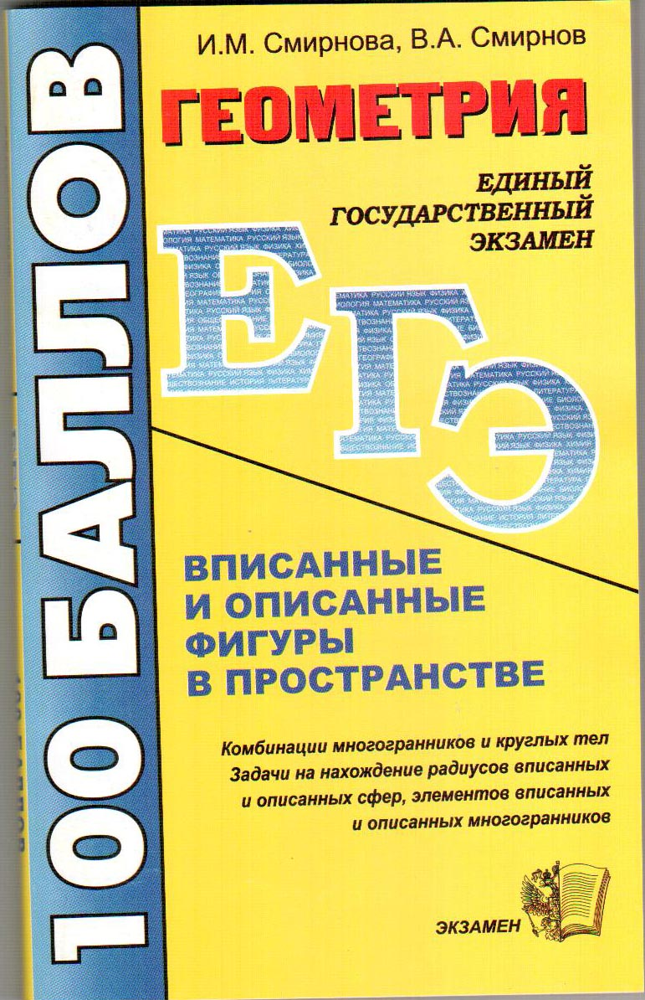 И.М. Смирнова, В.А. Смирнов
ГЕОМЕТРИЯ
ЕДИНЫЙ
ГОСУДАРСТВЕННЫЙ
ЭКЗАМЕН
ЕГЭ
100 БАЛЛОВ
ВПИСАННЫЕ
И ОПИСАННЫЕ
ФИГУРЫ
В ПРОСТРАНСТВЕ
Комбинации многогранников и круглых тел
Задачи на нахождение радиусов вписанных
и описанных сфер, элементов вписанных
и описанных многогранников
ЭКЗАМЕН